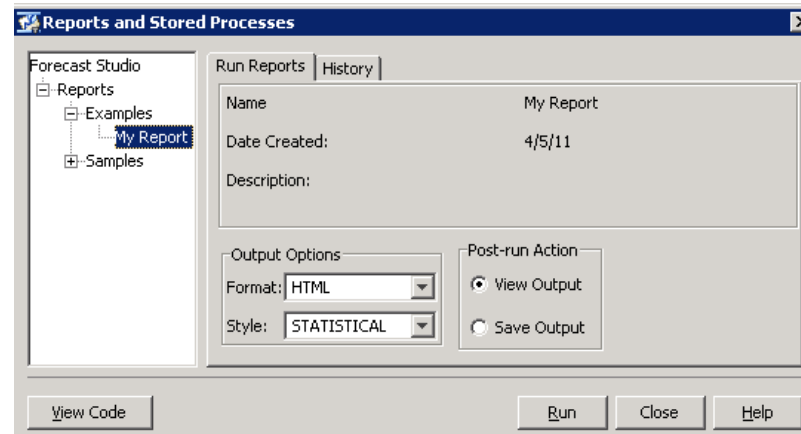 Reports and Stored Processes
Forecast Studio
Reports
Examples
My Report
Samples
Run Reports
History
Name My Report
Date Created: 4/5/11
Description:
Output Options
Format: HTML
Style: STATISTICAL
Post-run Action
View Output
Save Output
View Code
Run
Close
Help